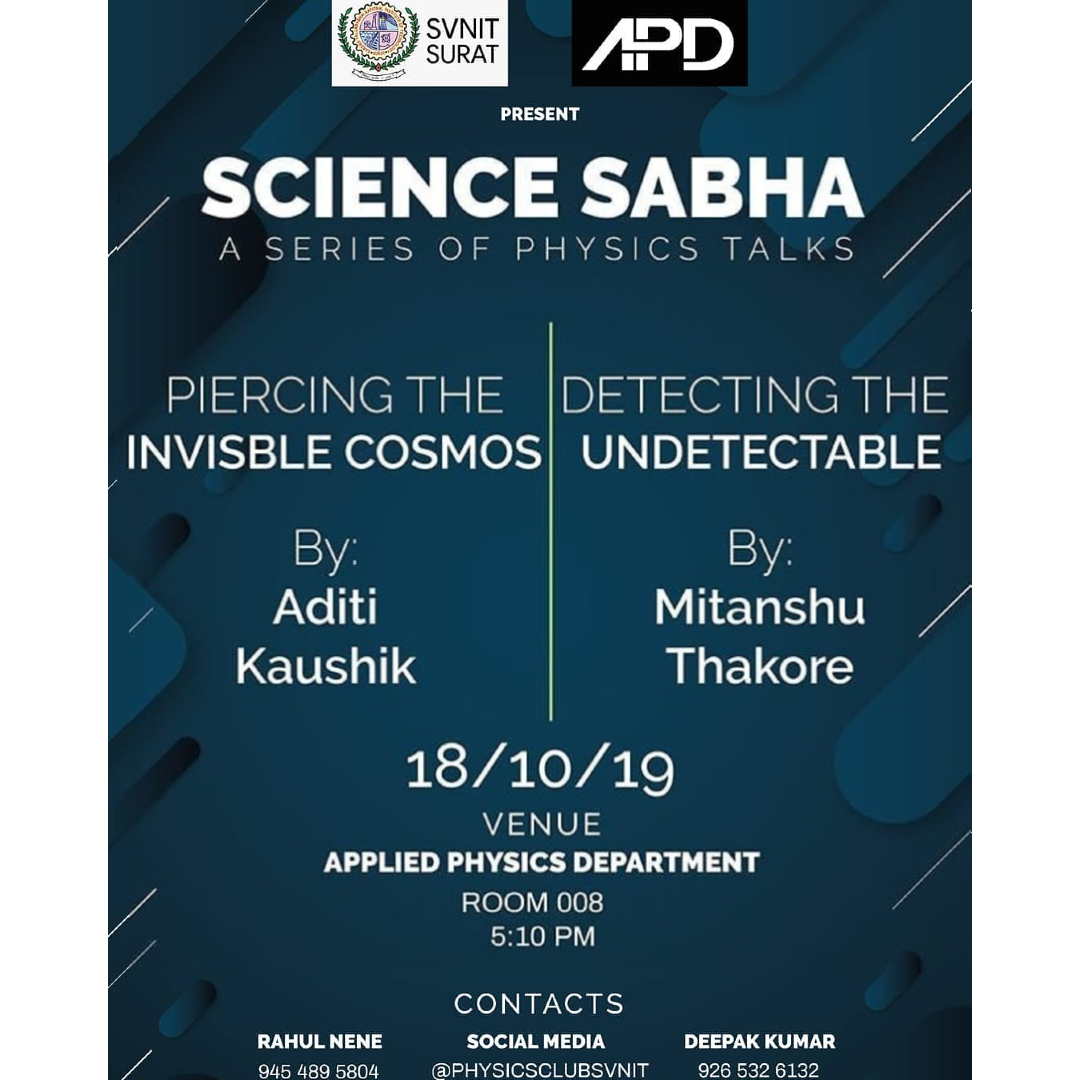 SVNIT
SURAT
APD
PRESENT
SCIENCE SABHA
A SERIES OF PHYSICS TALKS
PIERCING THE
INVISBLE COSMOS
By:
Aditi
Kaushik
DETECTING THE
UNDETECTABLE
By:
Mitanshu
Thakore
18/10/19
VENUE
APPLIED PHYSICS DEPARTMENT
ROOM 008
5:10 PM
CONTACTS
RAHUL NENE
945 489 5804
SOCIAL MEDIA
@PHYSICSCLUBSVNIT
DEEPAK KUMAR
926 532 6132